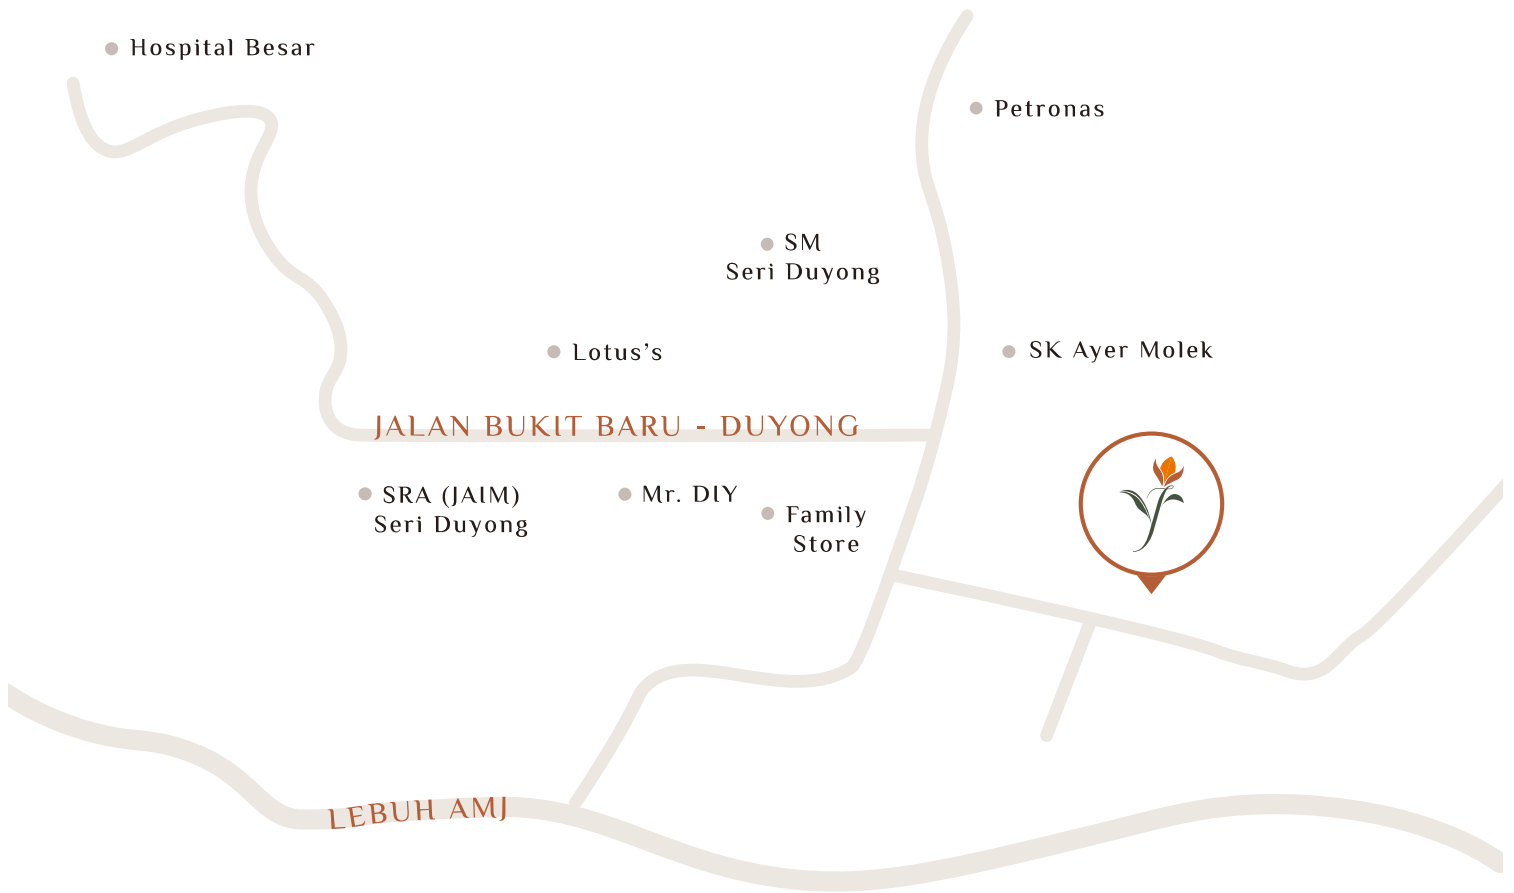 Hospital Besar
Petronas
SM
Seri Duyong
Lotus’s
SK Ayer Molek
JALAN BUKIT BARU - DUYONG
SRA (JAIM)
Seri Duyong
Mr. DIY
Family
Store
LEBUH AMJ